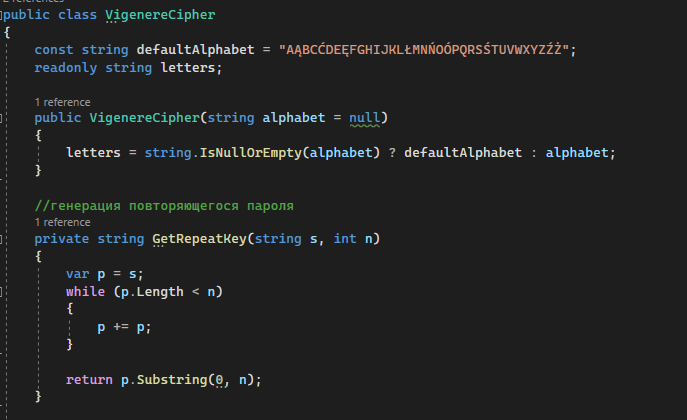 public class VigenereCipher
{
const string defaultAlphabet = "AĄBCĆDEĘFGHIJKLŁMNŃOÓPQRSŚTUVWXYZŹŻ";
readonly string letters;
1 reference
public VigenereCipher(string alphabet = null)
{
letters = string.IsNullOrEmpty(alphabet) ? defaultAlphabet : alphabet;
}
//генерация повторяющегося пароля
1 reference
private string GetRepeatKey(string s, int n)
{
var p = s;
while (p.Length < n)
{
p += p;
}
return p.Substring(0, n);
}